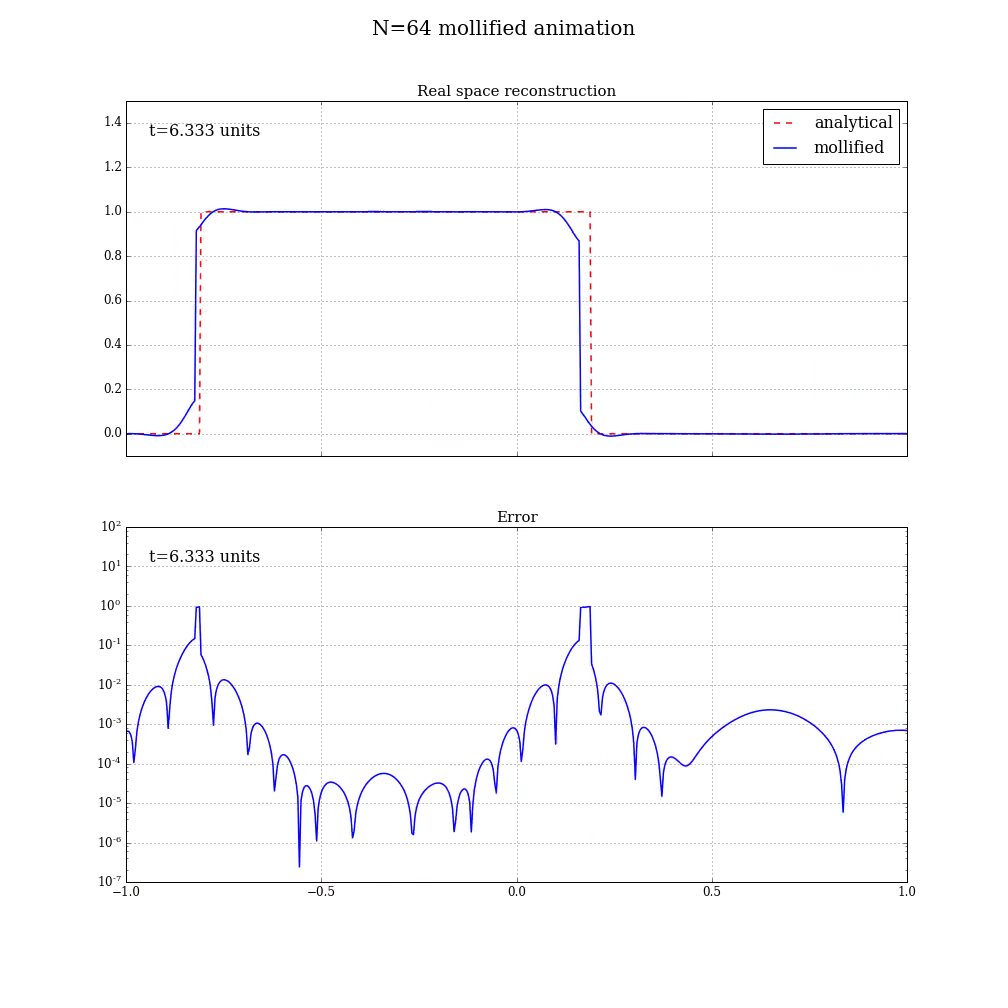 N=64 mollified animation
Real space reconstruction
t=6.333 units
analytical
mollified
1.4
1.2
1.0
0.8
0.6
0.4
0.2
0.0
Error
t=6.333 units
10²
10¹
10⁰
10⁻¹
10⁻²
10⁻³
10⁻⁴
10⁻⁵
10⁻⁶
10⁻⁷
−1.0 −0.5 0.0 0.5 1.0